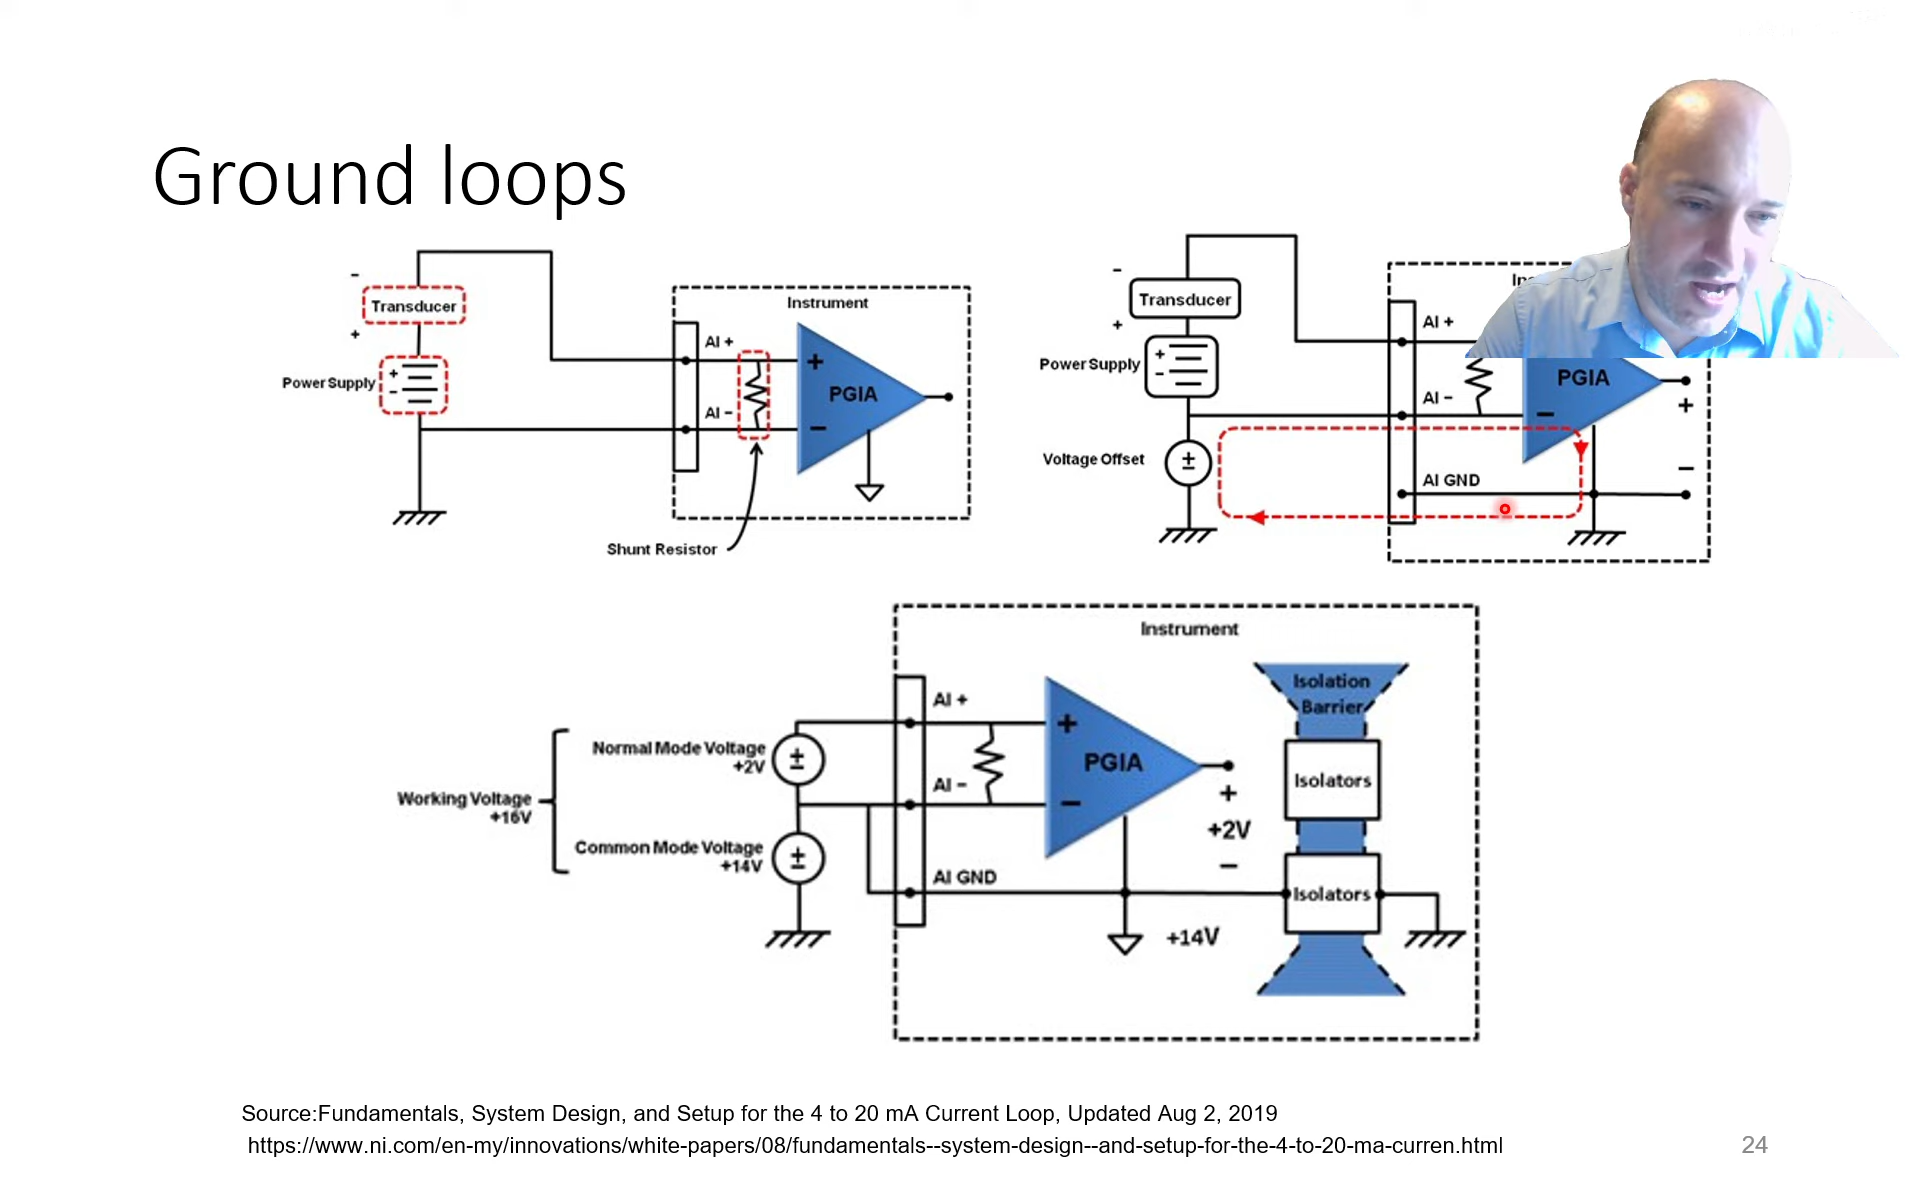 Ground loops
-
Transducer
+
Power Supply
+
-
Instrument
AI +
AI -
+
PGIA
-
Shunt Resistor
-
Transducer
+
Power Supply
+
-
Voltage Offset
±
AI +
AI -
PGIA
-
AI GND
+
-
Instrument
Working Voltage
+16V
Normal Mode Voltage
+2V
±
Common Mode Voltage
+14V
±
AI +
AI -
AI GND
+
PGIA
-
+
+2V
-
+14V
Isolation
Barrier
Isolators
Isolators
Source:Fundamentals, System Design, and Setup for the 4 to 20 mA Current Loop, Updated Aug 2, 2019
https://www.ni.com/en-my/innovations/white-papers/08/fundamentals--system-design--and-setup-for-the-4-to-20-ma-curren.html
24